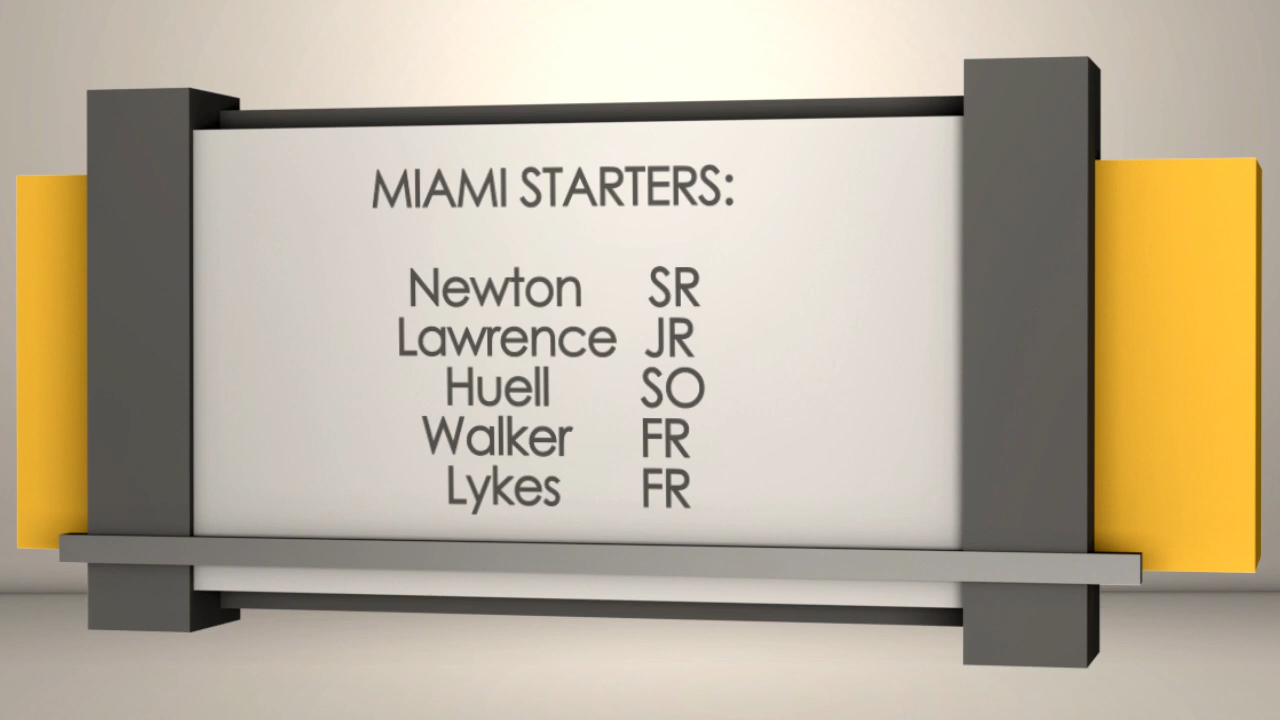 MIAMI STARTERS:
Newton SR
Lawrence JR
Huell SO
Walker FR
Lykes FR